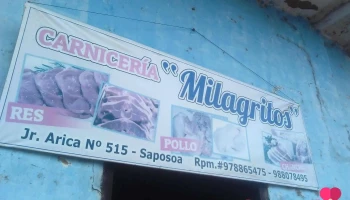 CARNICERÍA "Milagritos"
RES
POLLO
Jr. Arica Nº 515 - Saposoa Rpm.#978865475 - 988078495